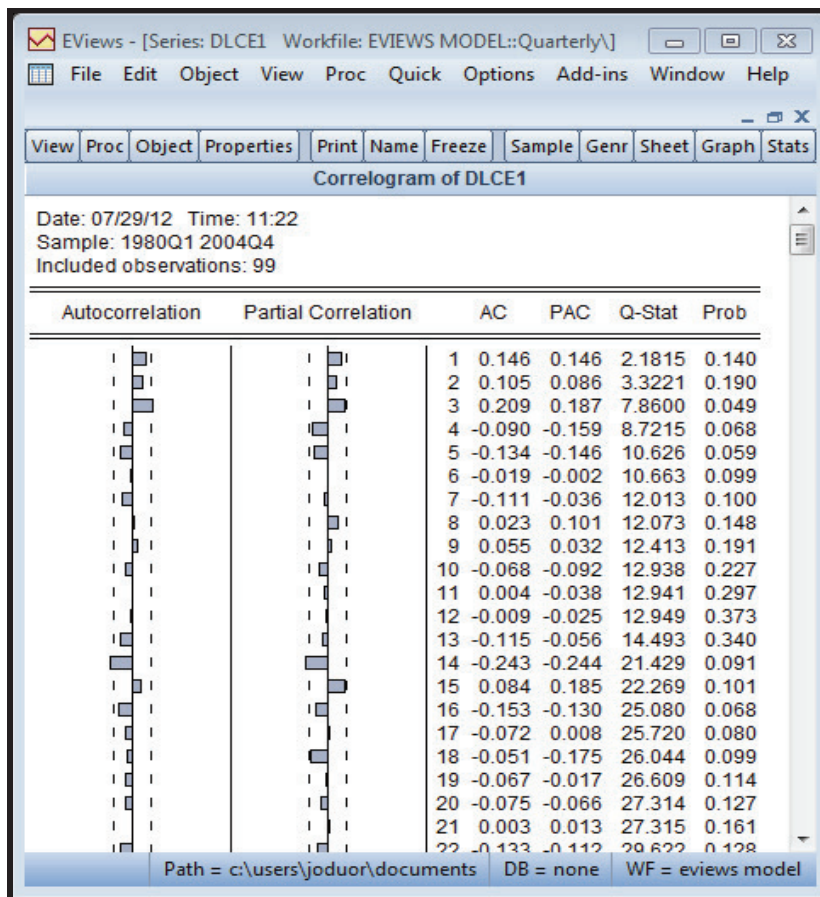 EViews - [Series: DLCE1 Workfile: EVIEWS MODEL::Quarterly\]
File Edit Object View Proc Quick Options Add-ins Window Help
View Proc Object Properties Print Name Freeze Sample Genr Sheet Graph Stats
Correlogram of DLCE1
Date: 07/29/12 Time: 11:22
Sample: 1980Q1 2004Q4
Included observations: 99
Autocorrelation Partial Correlation AC PAC Q-Stat Prob
1 0.146 0.146 2.1815 0.140
2 0.105 0.086 3.3221 0.190
3 0.209 0.187 7.8600 0.049
4 -0.090 -0.159 8.7215 0.068
5 -0.134 -0.146 10.626 0.059
6 -0.019 -0.002 10.663 0.099
7 -0.111 -0.036 12.013 0.100
8 0.023 0.101 12.073 0.148
9 0.055 0.032 12.413 0.191
10 -0.068 -0.092 12.938 0.227
11 0.004 -0.038 12.941 0.297
12 -0.009 -0.025 12.949 0.373
13 -0.115 -0.056 14.493 0.340
14 -0.243 -0.244 21.429 0.091
15 0.084 0.185 22.269 0.101
16 -0.153 -0.130 25.080 0.068
17 -0.072 0.008 25.720 0.080
18 -0.051 -0.175 26.044 0.099
19 -0.067 -0.017 26.609 0.114
20 -0.075 -0.066 27.314 0.127
21 0.003 0.013 27.315 0.161
22 -0.133 -0.112 29.622 0.128
Path = c:\users\joduor\documents DB = none WF = eviews model